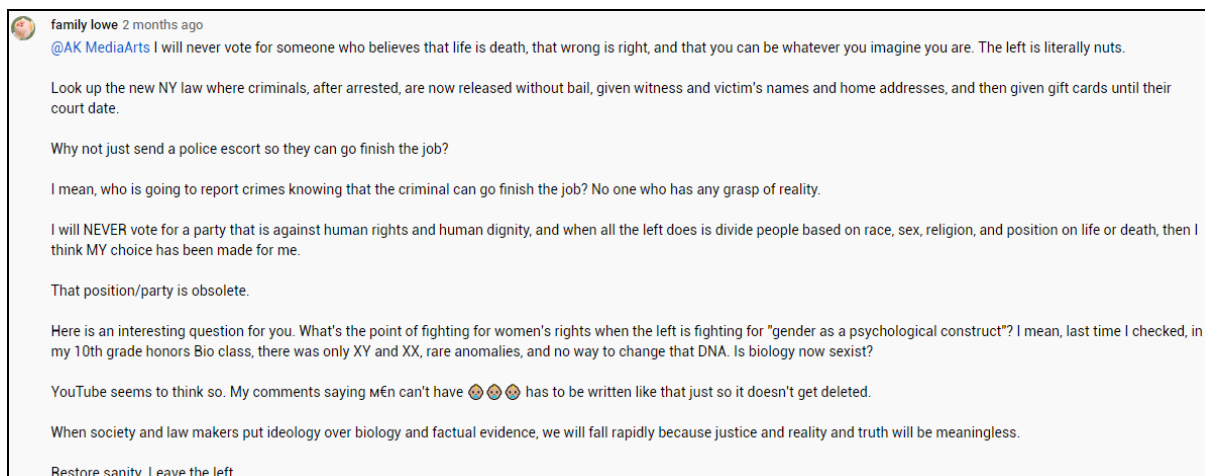 family lowe 2 months ago
@AK MediaArts I will never vote for someone who believes that life is death, that wrong is right, and that you can be whatever you imagine you are. The left is literally nuts.
Look up the new NY law where criminals, after arrested, are now released without bail, given witness and victim's names and home addresses, and then given gift cards until their
court date.
Why not just send a police escort so they can go finish the job?
I mean, who is going to report crimes knowing that the criminal can go finish the job? No one who has any grasp of reality.
I will NEVER vote for a party that is against human rights and human dignity, and when all the left does is divide people based on race, sex, religion, and position on life or death, then I
think MY choice has been made for me.
That position/party is obsolete.
Here is an interesting question for you. What's the point of fighting for women's rights when the left is fighting for "gender as a psychological construct"? I mean, last time I checked, in
my 10th grade honors Bio class, there was only XY and XX, rare anomalies, and no way to change that DNA. Is biology now sexist?
YouTube seems to think so. My comments saying м€n can't have 👶🏼👶🏼👶🏼 has to be written like that just so it doesn't get deleted.
When society and law makers put ideology over biology and factual evidence, we will fall rapidly because justice and reality and truth will be meaningless.
Restore sanity. Leave the left.